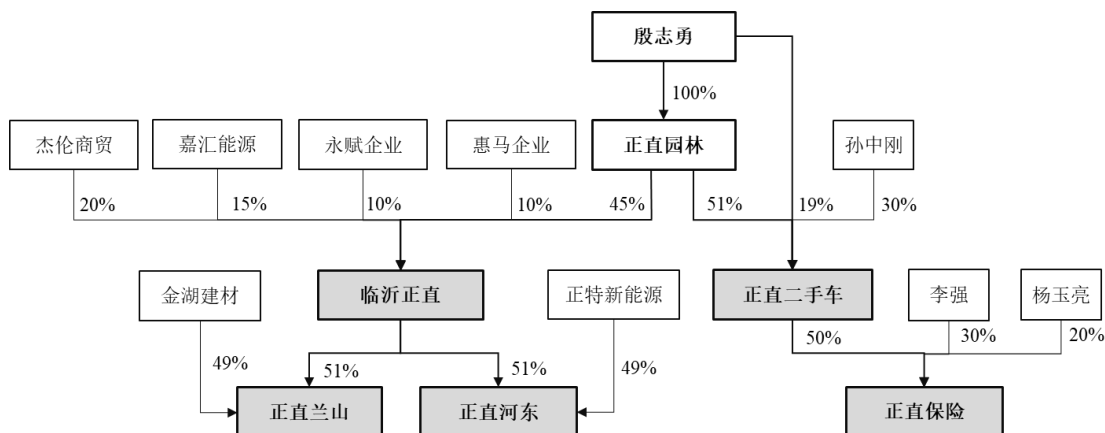 殷志勇
100%
杰伦商贸
嘉汇能源
永赋企业
惠马企业
正直园林
孙中刚
20%
15%
10%
10%
45%
51%
19%
30%
金湖建材
临沂正直
正特新能源
正直二手车
李强
杨玉亮
49%
51%
51%
49%
50%
30%
20%
正直兰山
正直河东
正直保险